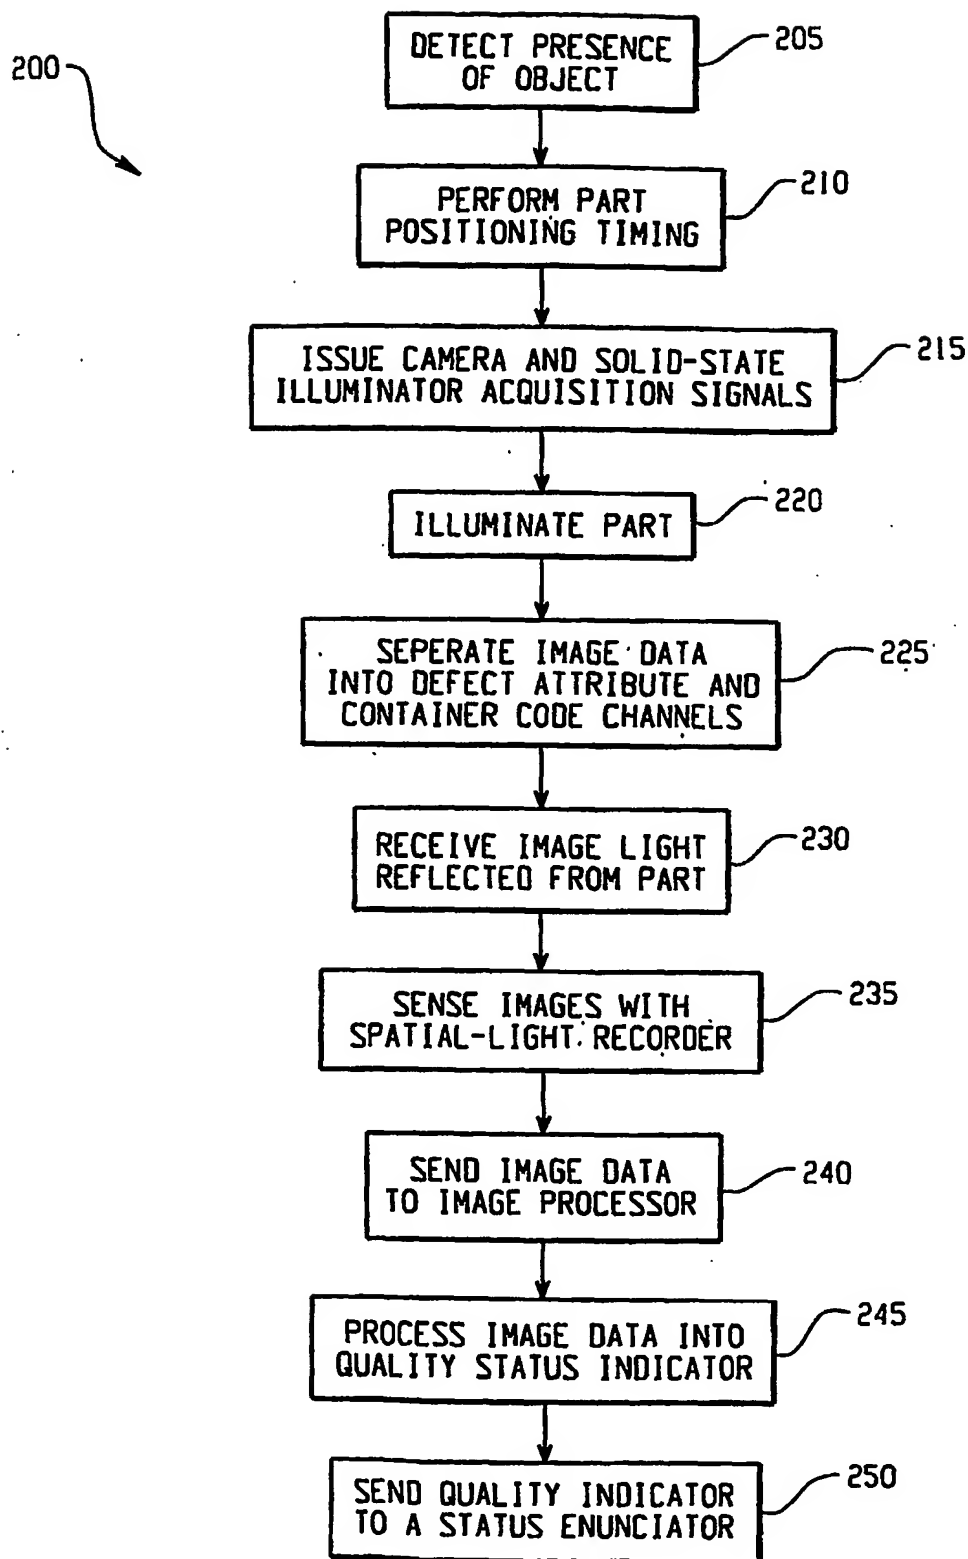 200
DETECT PRESENCE
OF OBJECT
205
PERFORM PART
POSITIONING TIMING
210
ISSUE CAMERA AND SOLID-STATE
ILLUMINATOR ACQUISITION SIGNALS
215
ILLUMINATE PART
220
SEPERATE IMAGE DATA
INTO DEFECT ATTRIBUTE AND
CONTAINER CODE CHANNELS
225
RECEIVE IMAGE LIGHT
REFLECTED FROM PART
230
SENSE IMAGES WITH
SPATIAL-LIGHT RECORDER
235
SEND IMAGE DATA
TO IMAGE PROCESSOR
240
PROCESS IMAGE DATA INTO
QUALITY STATUS INDICATOR
245
SEND QUALITY INDICATOR
TO A STATUS ENUNCIATOR
250